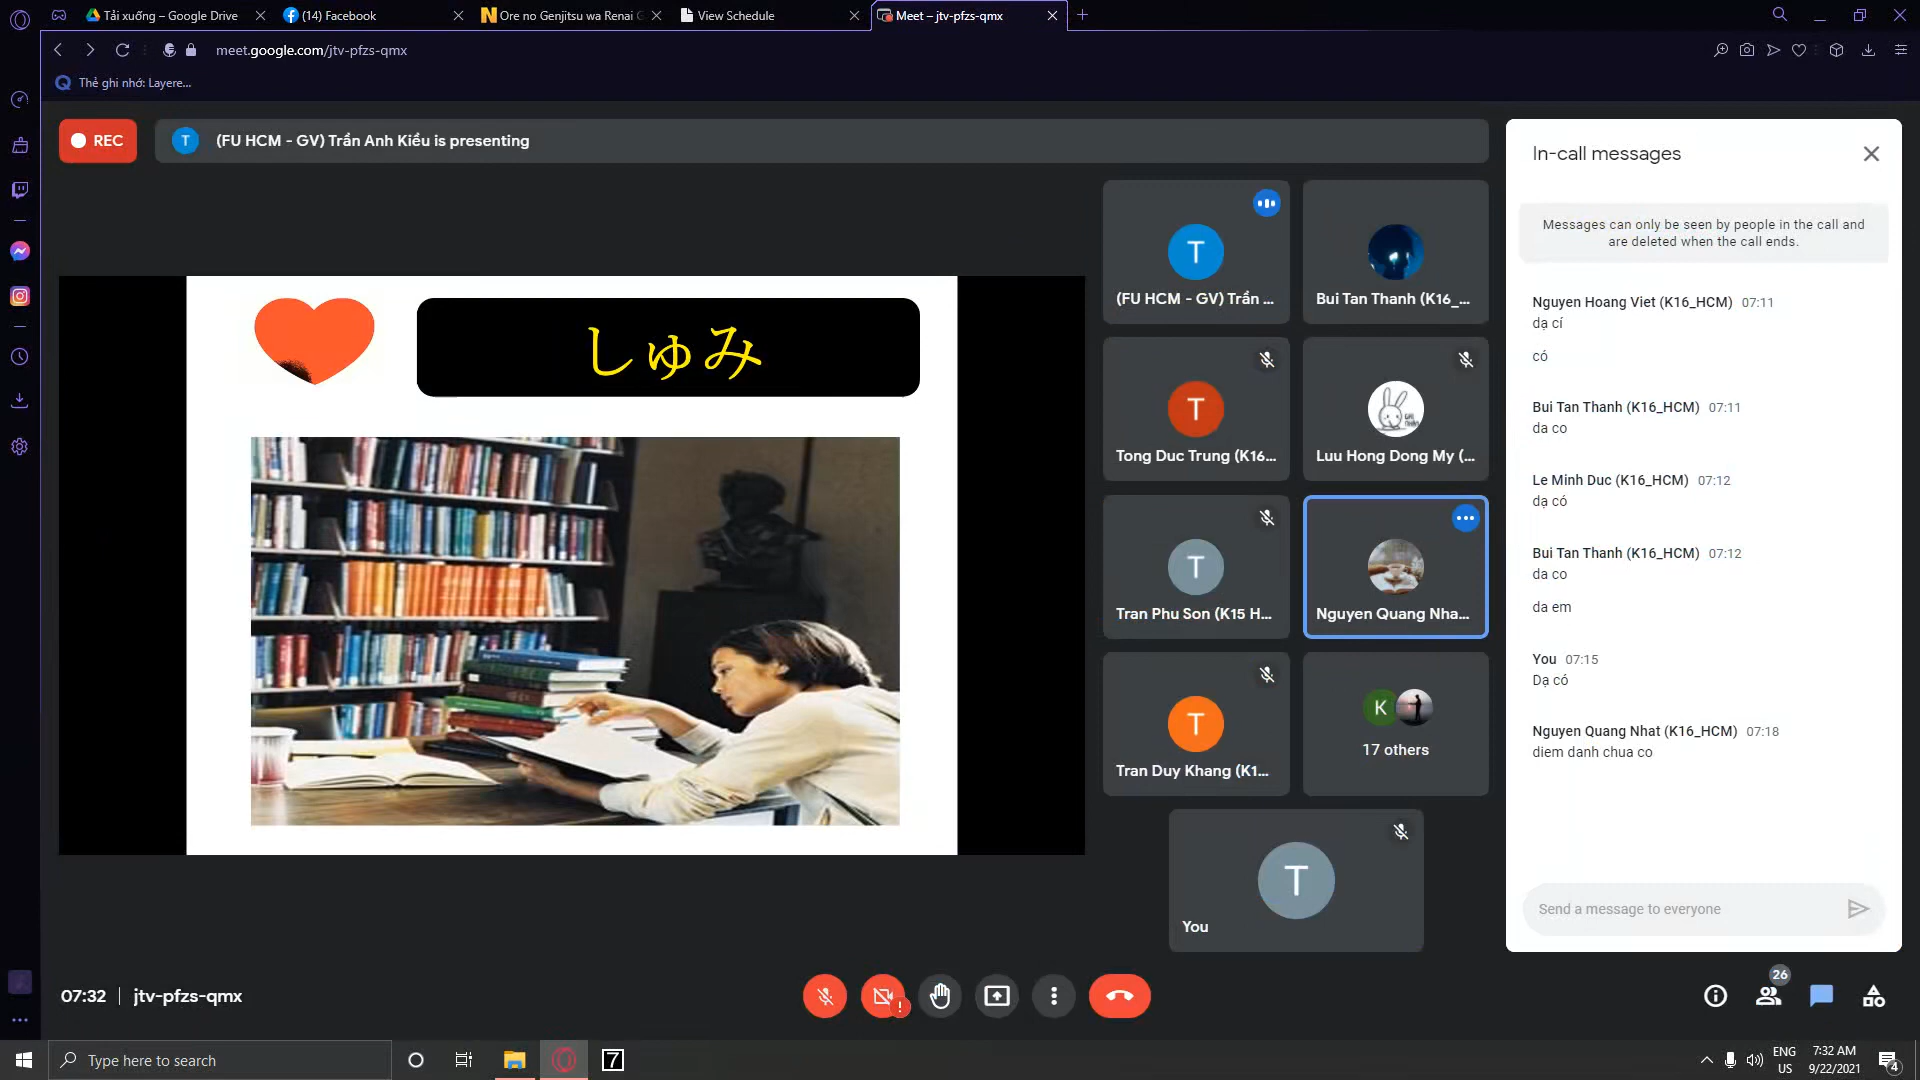 Tải xuống – Google Drive
(14) Facebook
Ore no Genjitsu wa Renai G
View Schedule
Meet – jtv-pfzs-qmx
meet.google.com/jtv-pfzs-qmx
Thẻ ghi nhớ: Layere...
REC
T
(FU HCM - GV) Trần Anh Kiều is presenting
しゅみ
T
(FU HCM - GV) Trần ...
Bui Tan Thanh (K16_...
T
Tong Duc Trung (K16...
Luu Hong Dong My (...
T
Tran Phu Son (K15 H...
Nguyen Quang Nha...
T
Tran Duy Khang (K1...
K
17 others
T
You
In-call messages
Messages can only be seen by people in the call and
are deleted when the call ends.
Nguyen Hoang Viet (K16_HCM) 07:11
dạ cí
có
Bui Tan Thanh (K16_HCM) 07:11
da co
Le Minh Duc (K16_HCM) 07:12
dạ có
Bui Tan Thanh (K16_HCM) 07:12
da co
da em
You 07:15
Dạ có
Nguyen Quang Nhat (K16_HCM) 07:18
diem danh chua co
Send a message to everyone
07:32 | jtv-pfzs-qmx
26
Type here to search
7
ENG
US
7:32 AM
9/22/2021
4